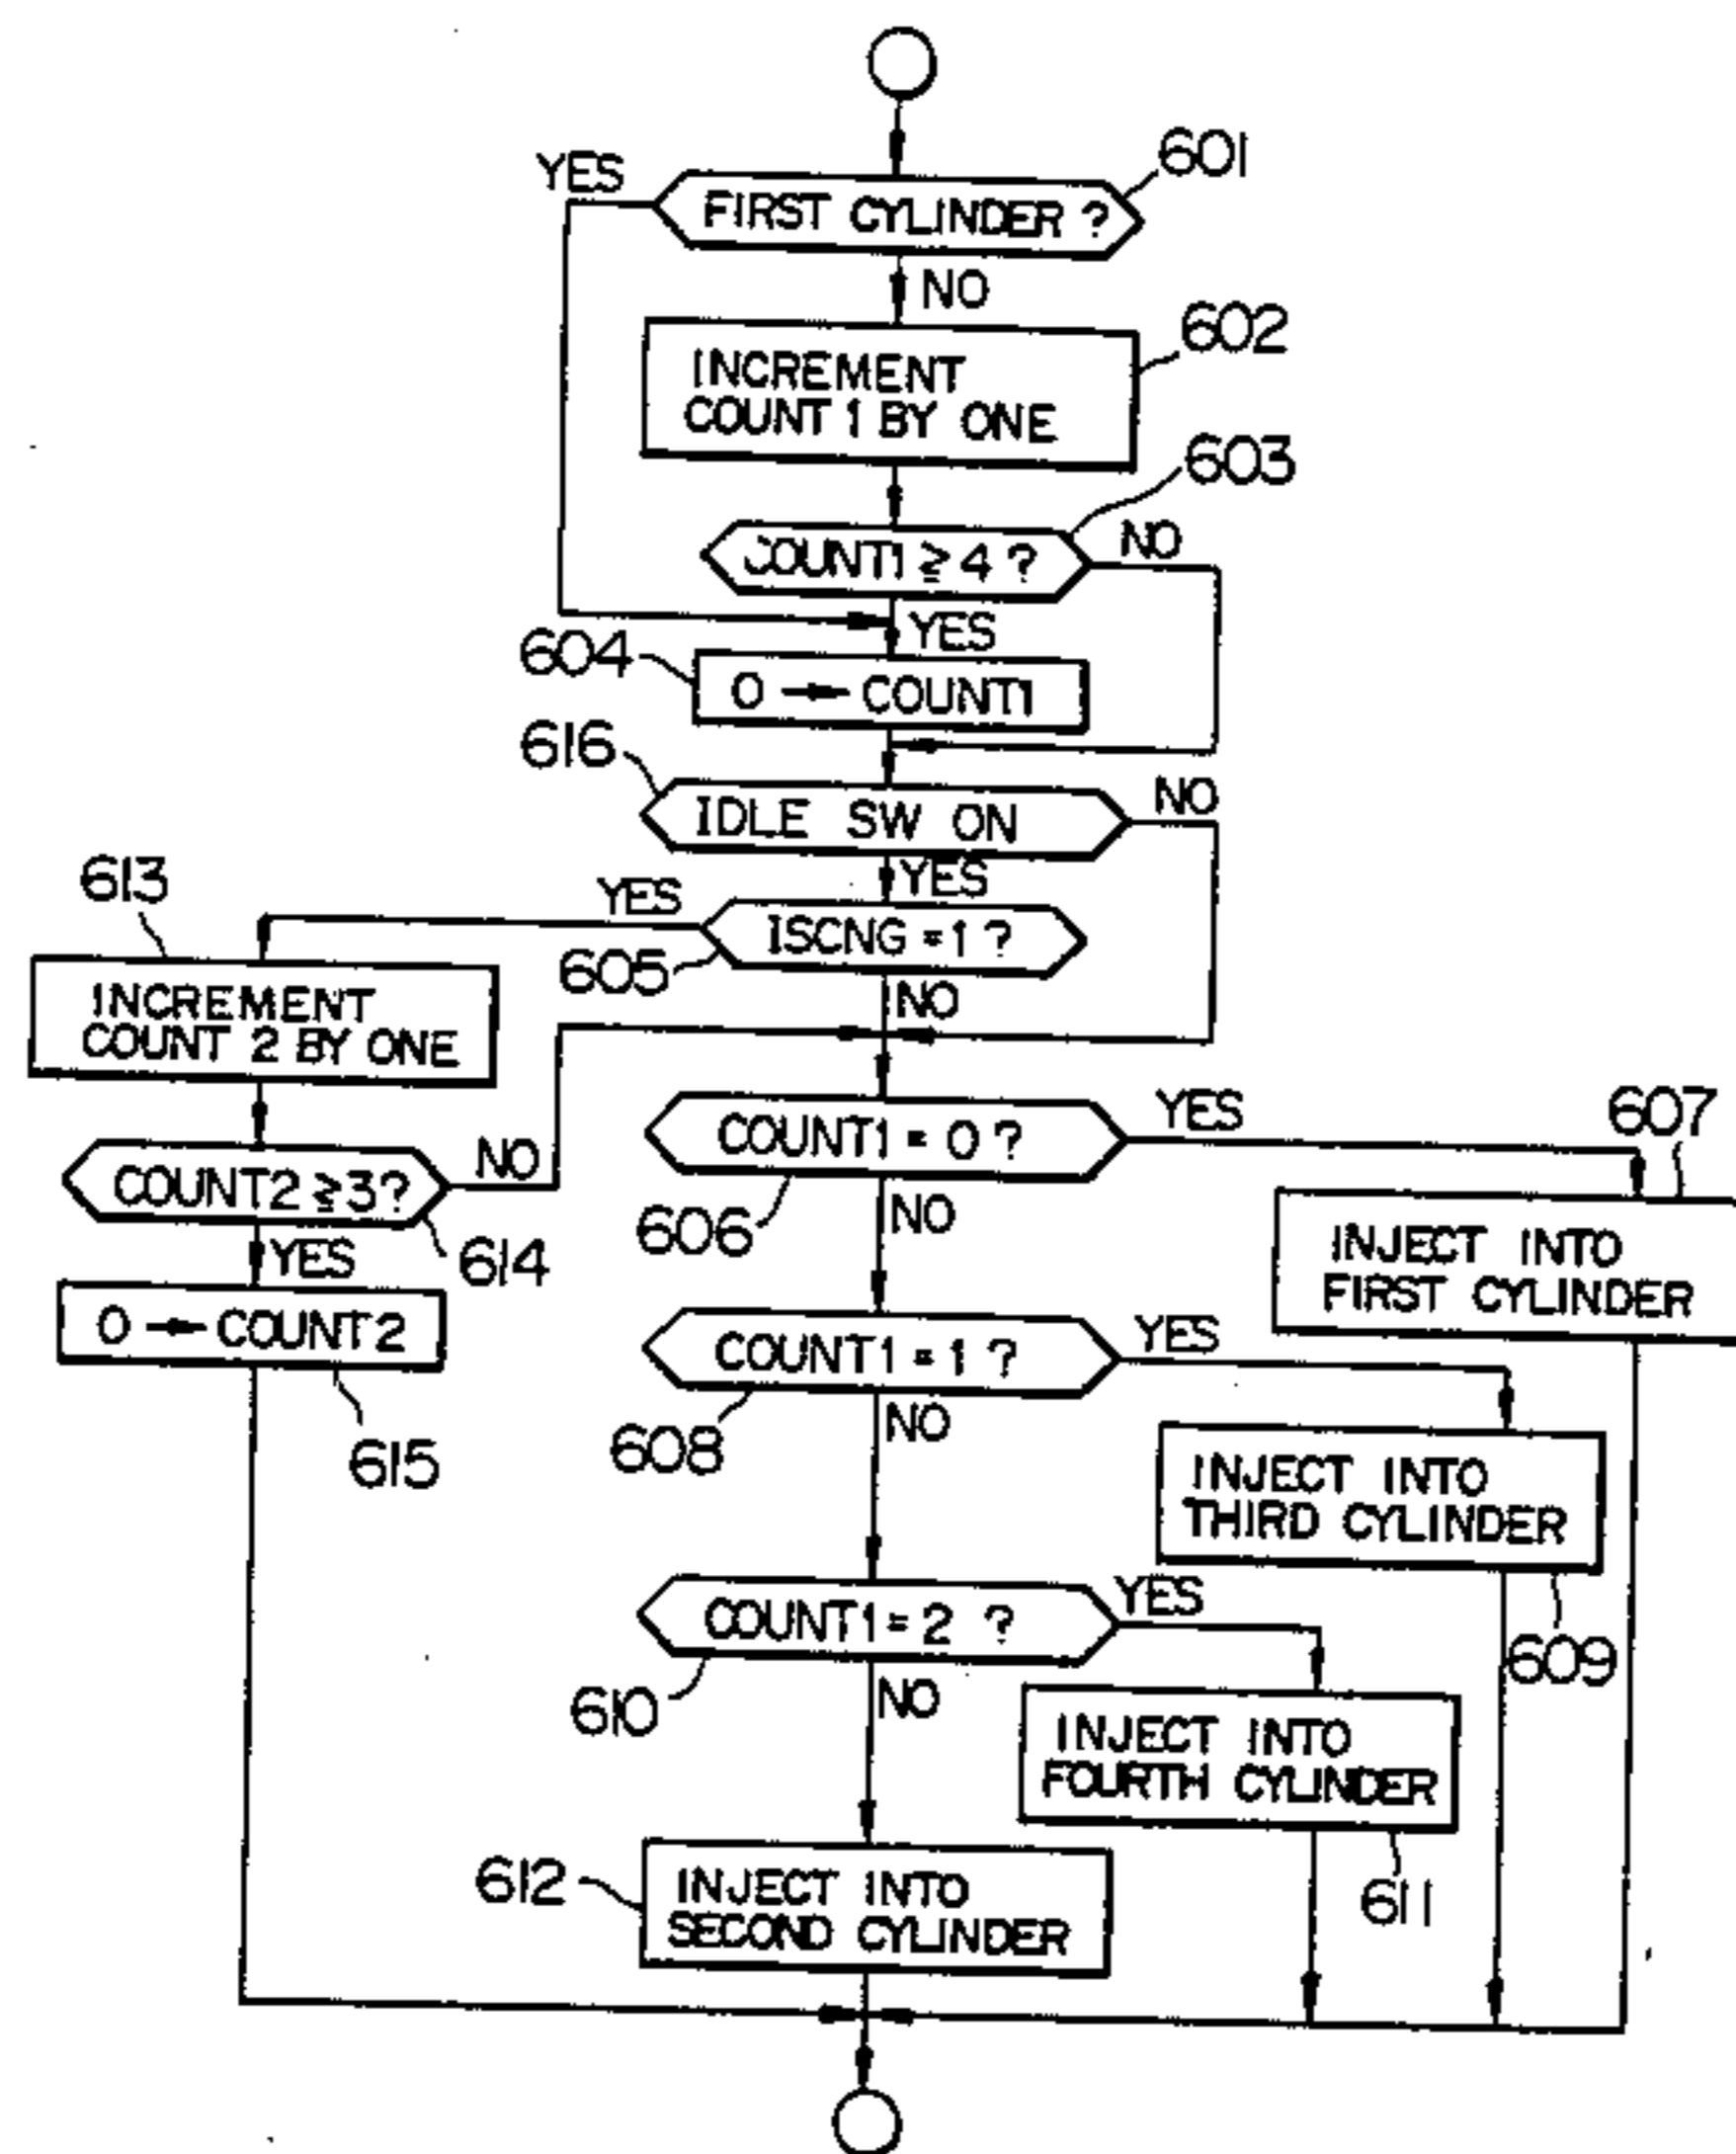 601
YES
FIRST CYLINDER ?
NO
602
INCREMENT
COUNT 1 BY ONE
603
COUNT1 ≧ 4 ?
NO
YES
604
0 → COUNT1
616
IDLE SW ON
NO
YES
613
YES
ISCNG = 1 ?
605
NO
INCREMENT
COUNT 2 BY ONE
COUNT1 = 0 ?
YES
607
COUNT2 ≧ 3 ?
NO
606
NO
614
YES
INJECT INTO
FIRST CYLINDER
0 → COUNT2
COUNT1 = 1 ?
YES
608
NO
615
INJECT INTO
THIRD CYLINDER
COUNT1 = 2 ?
YES
609
610
NO
INJECT INTO
FOURTH CYLINDER
611
612
INJECT INTO
SECOND CYLINDER